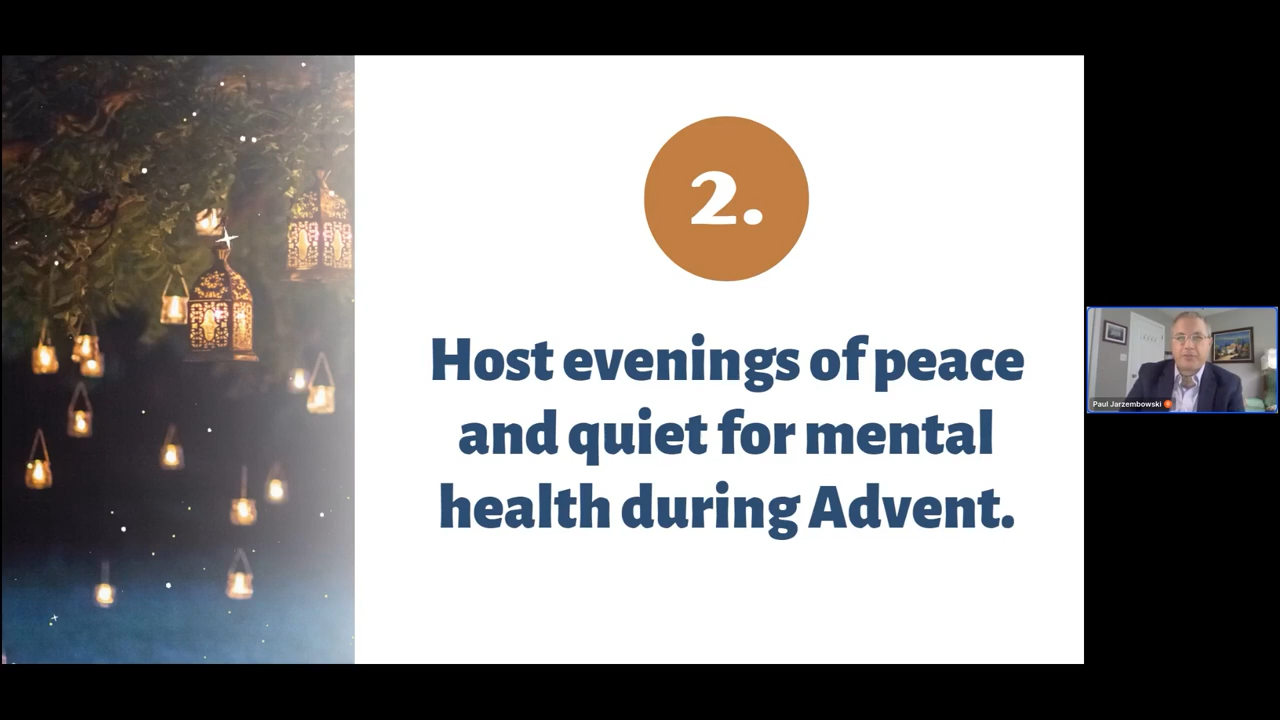 2.
Host evenings of peace
and quiet for mental
health during Advent.
Paul Jarzembowski